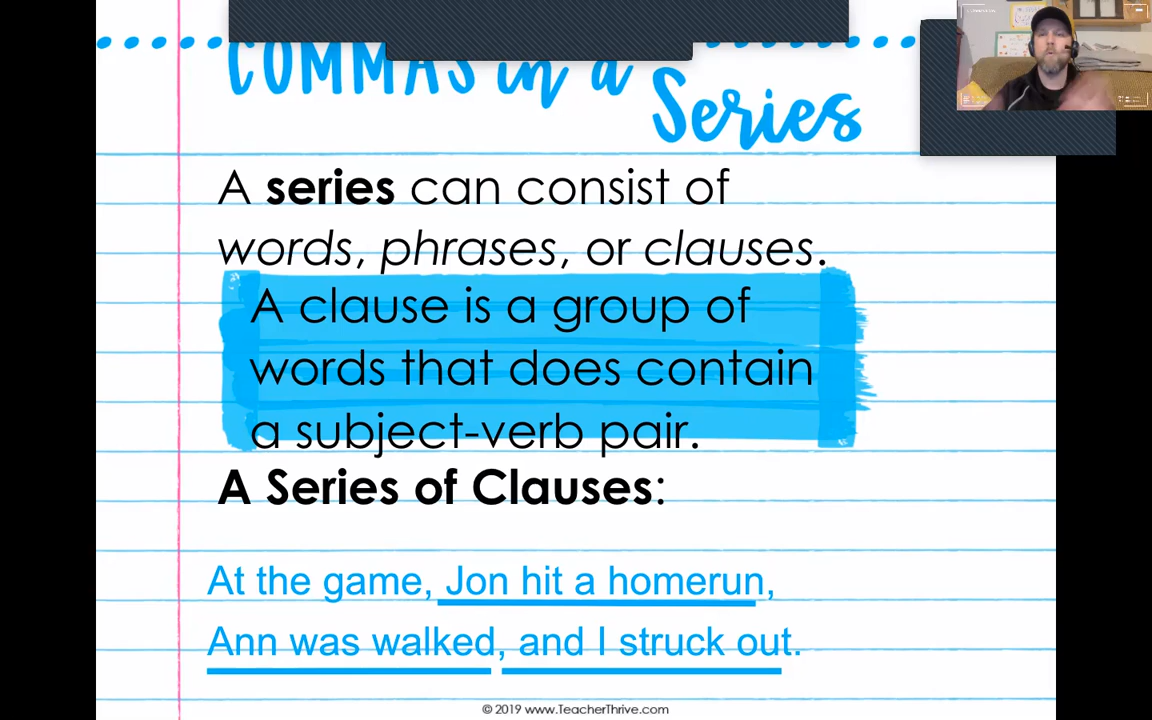 COMMAS in a
Series
A series can consist of
words, phrases, or clauses.
A clause is a group of
words that does contain
a subject-verb pair.
A Series of Clauses:
At the game, Jon hit a homerun,
Ann was walked, and I struck out.
© 2019 www.TeacherThrive.com